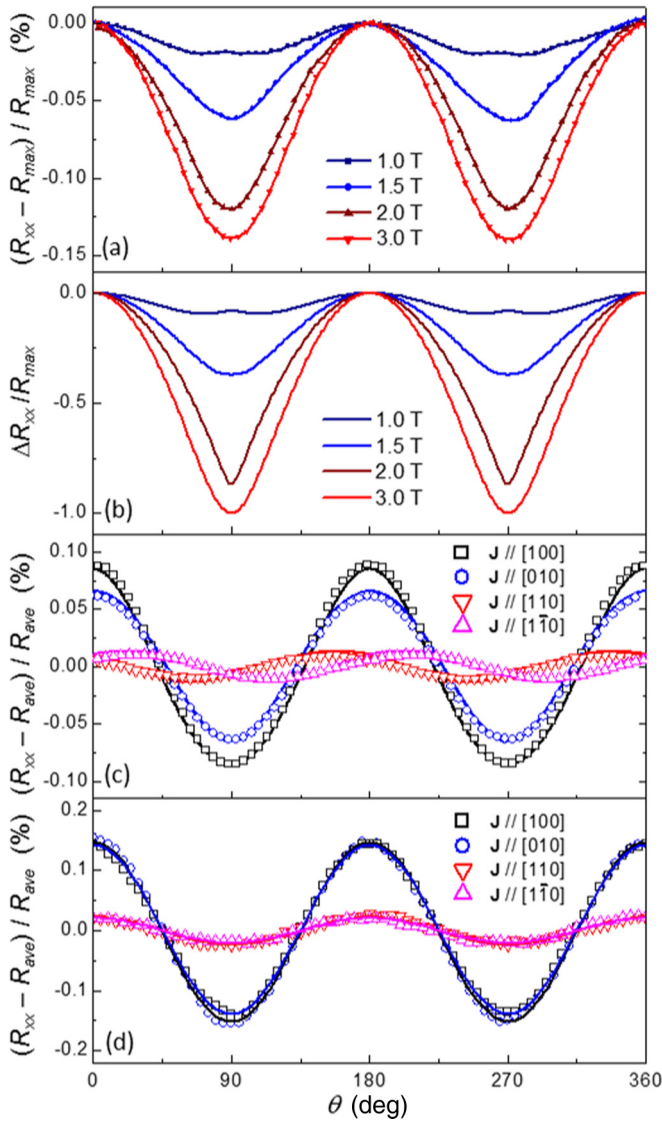 (R_xx – R_max) / R_max (%)
0.00
-0.05
-0.10
-0.15
1.0 T
1.5 T
2.0 T
3.0 T
(a)
ΔR_xx /R_max
0.0
-0.5
-1.0
1.0 T
1.5 T
2.0 T
3.0 T
(b)
(R_xx – R_ave) / R_ave (%)
0.10
0.05
0.00
-0.05
-0.10
J // [100]
J // [010]
J // [110]
J // [11̄0]
(c)
(R_xx – R_ave) / R_ave (%)
0.2
0.1
0.0
-0.1
-0.2
J // [100]
J // [010]
J // [110]
J // [11̄0]
(d)
0 90 180 270 360
θ (deg)